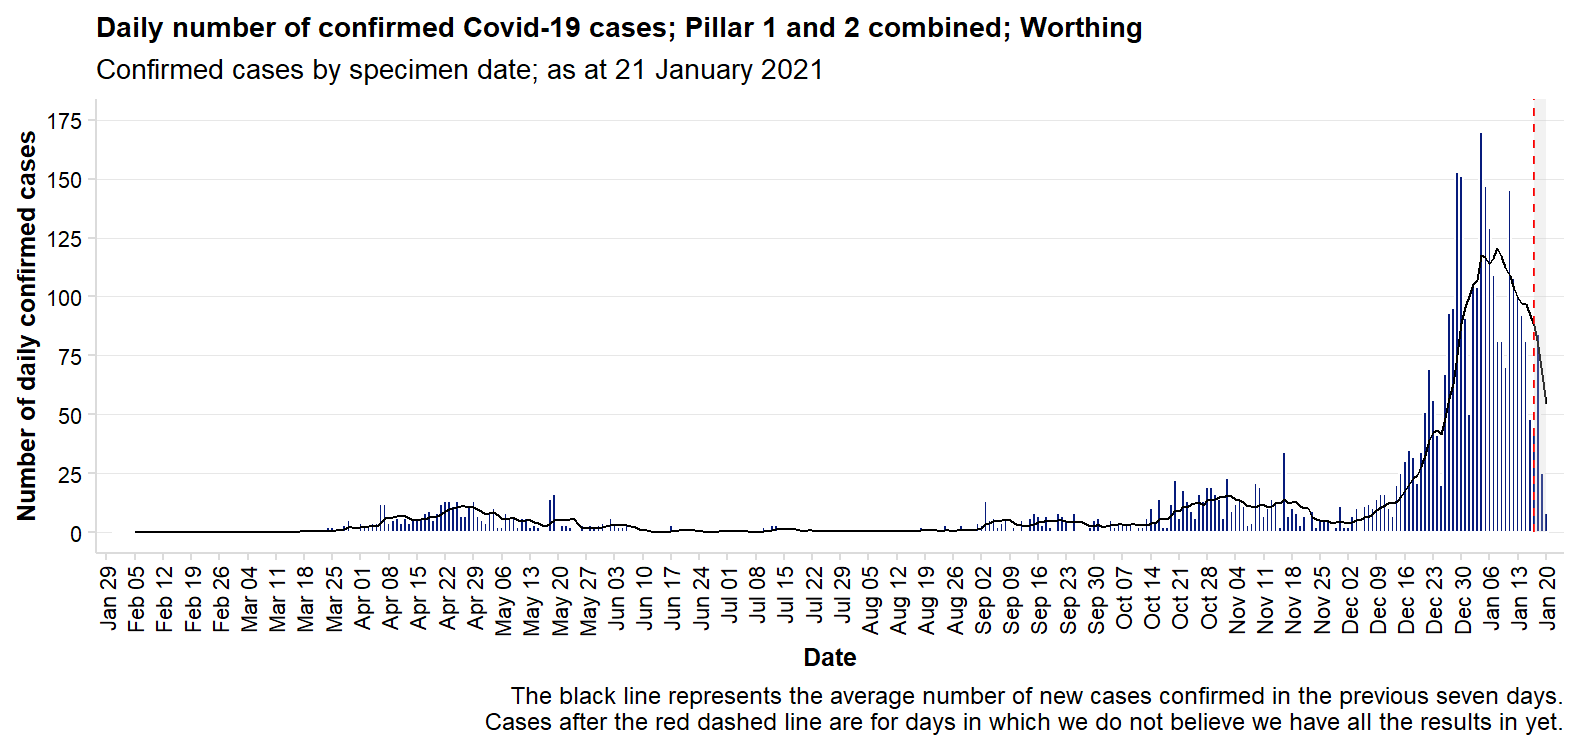 Daily number of confirmed Covid-19 cases; Pillar 1 and 2 combined; Worthing
Confirmed cases by specimen date; as at 21 January 2021
Number of daily confirmed cases
175
150
125
100
75
50
25
0
Jan 29
Feb 05
Feb 12
Feb 19
Feb 26
Mar 04
Mar 11
Mar 18
Mar 25
Apr 01
Apr 08
Apr 15
Apr 22
Apr 29
May 06
May 13
May 20
May 27
Jun 03
Jun 10
Jun 17
Jun 24
Jul 01
Jul 08
Jul 15
Jul 22
Jul 29
Aug 05
Aug 12
Aug 19
Aug 26
Sep 02
Sep 09
Sep 16
Sep 23
Sep 30
Oct 07
Oct 14
Oct 21
Oct 28
Nov 04
Nov 11
Nov 18
Nov 25
Dec 02
Dec 09
Dec 16
Dec 23
Dec 30
Jan 06
Jan 13
Jan 20
Date
The black line represents the average number of new cases confirmed in the previous seven days.
Cases after the red dashed line are for days in which we do not believe we have all the results in yet.